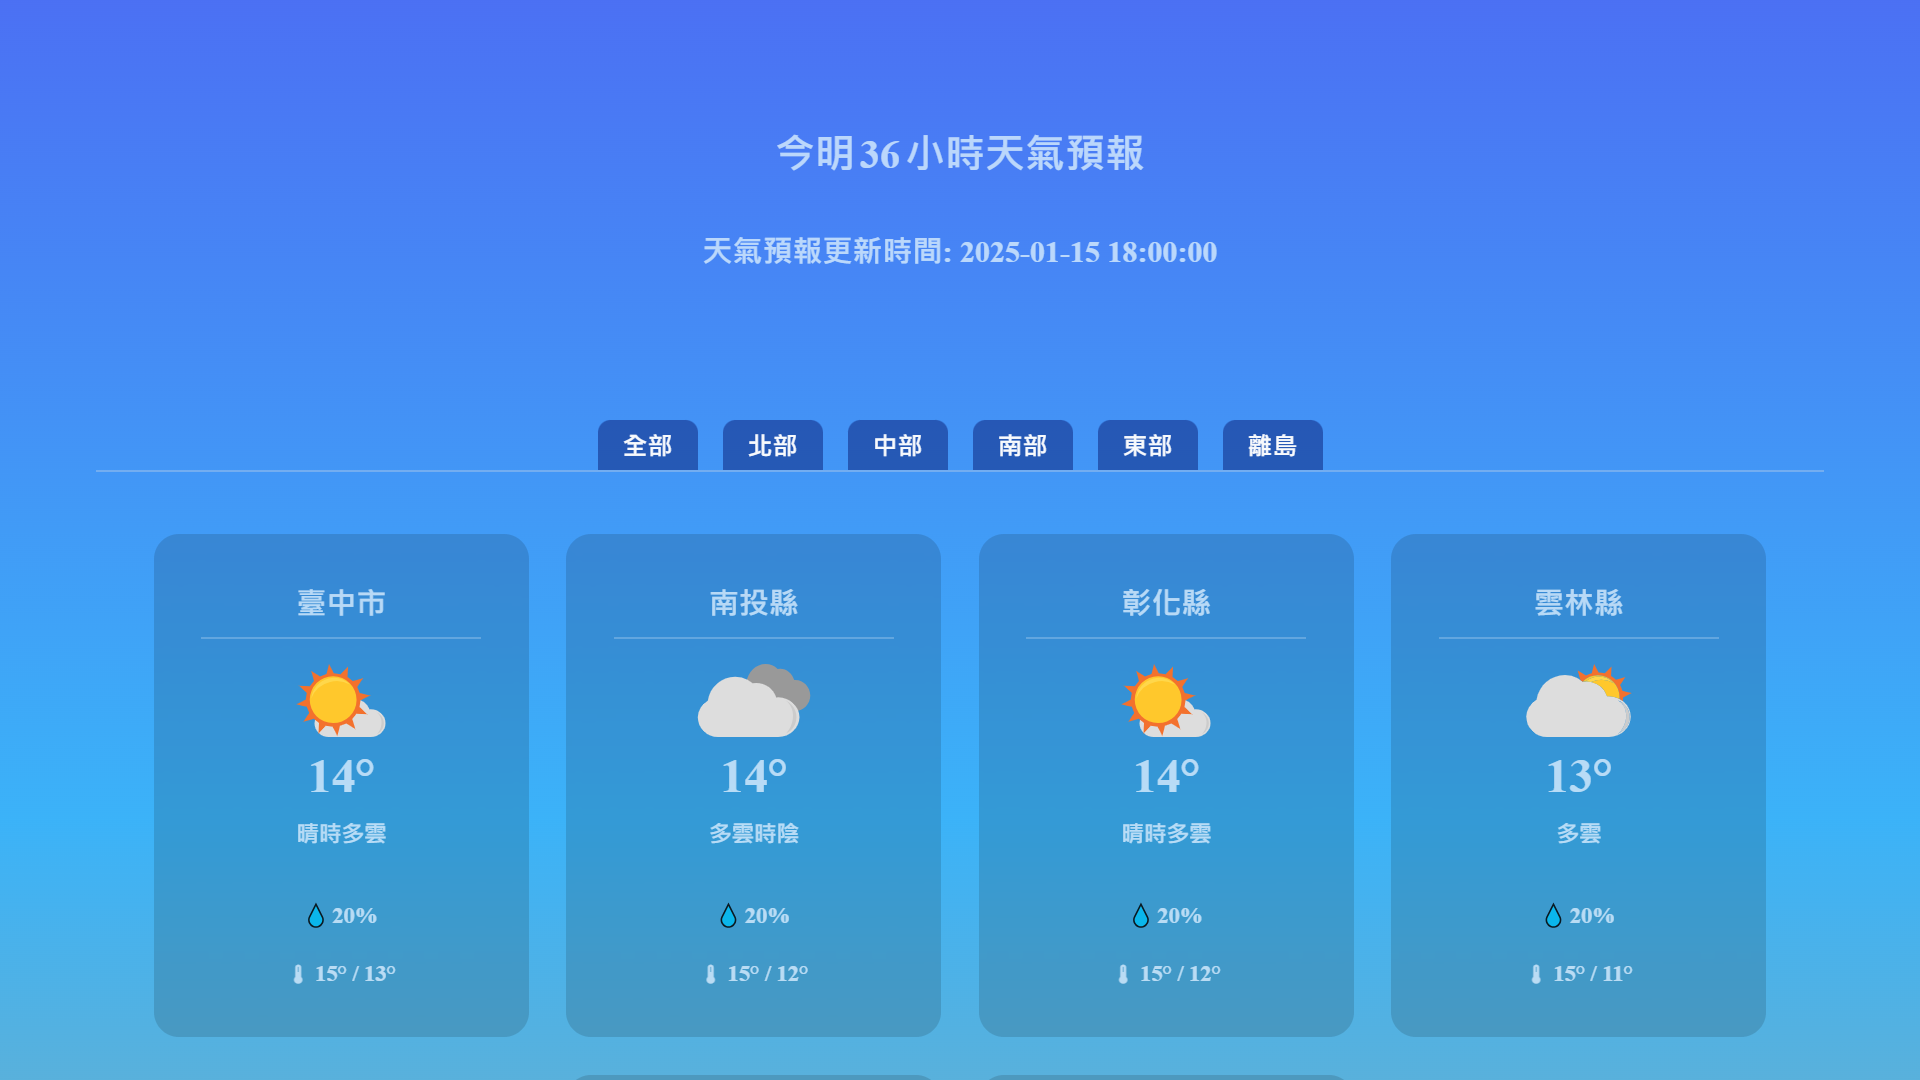 今明36小時天氣預報
天氣預報更新時間: 2025-01-15 18:00:00
全部 北部 中部 南部 東部 離島
臺中市
14°
晴時多雲
20%
15° / 13°
南投縣
14°
多雲時陰
20%
15° / 12°
彰化縣
14°
晴時多雲
20%
15° / 12°
雲林縣
13°
多雲
20%
15° / 11°